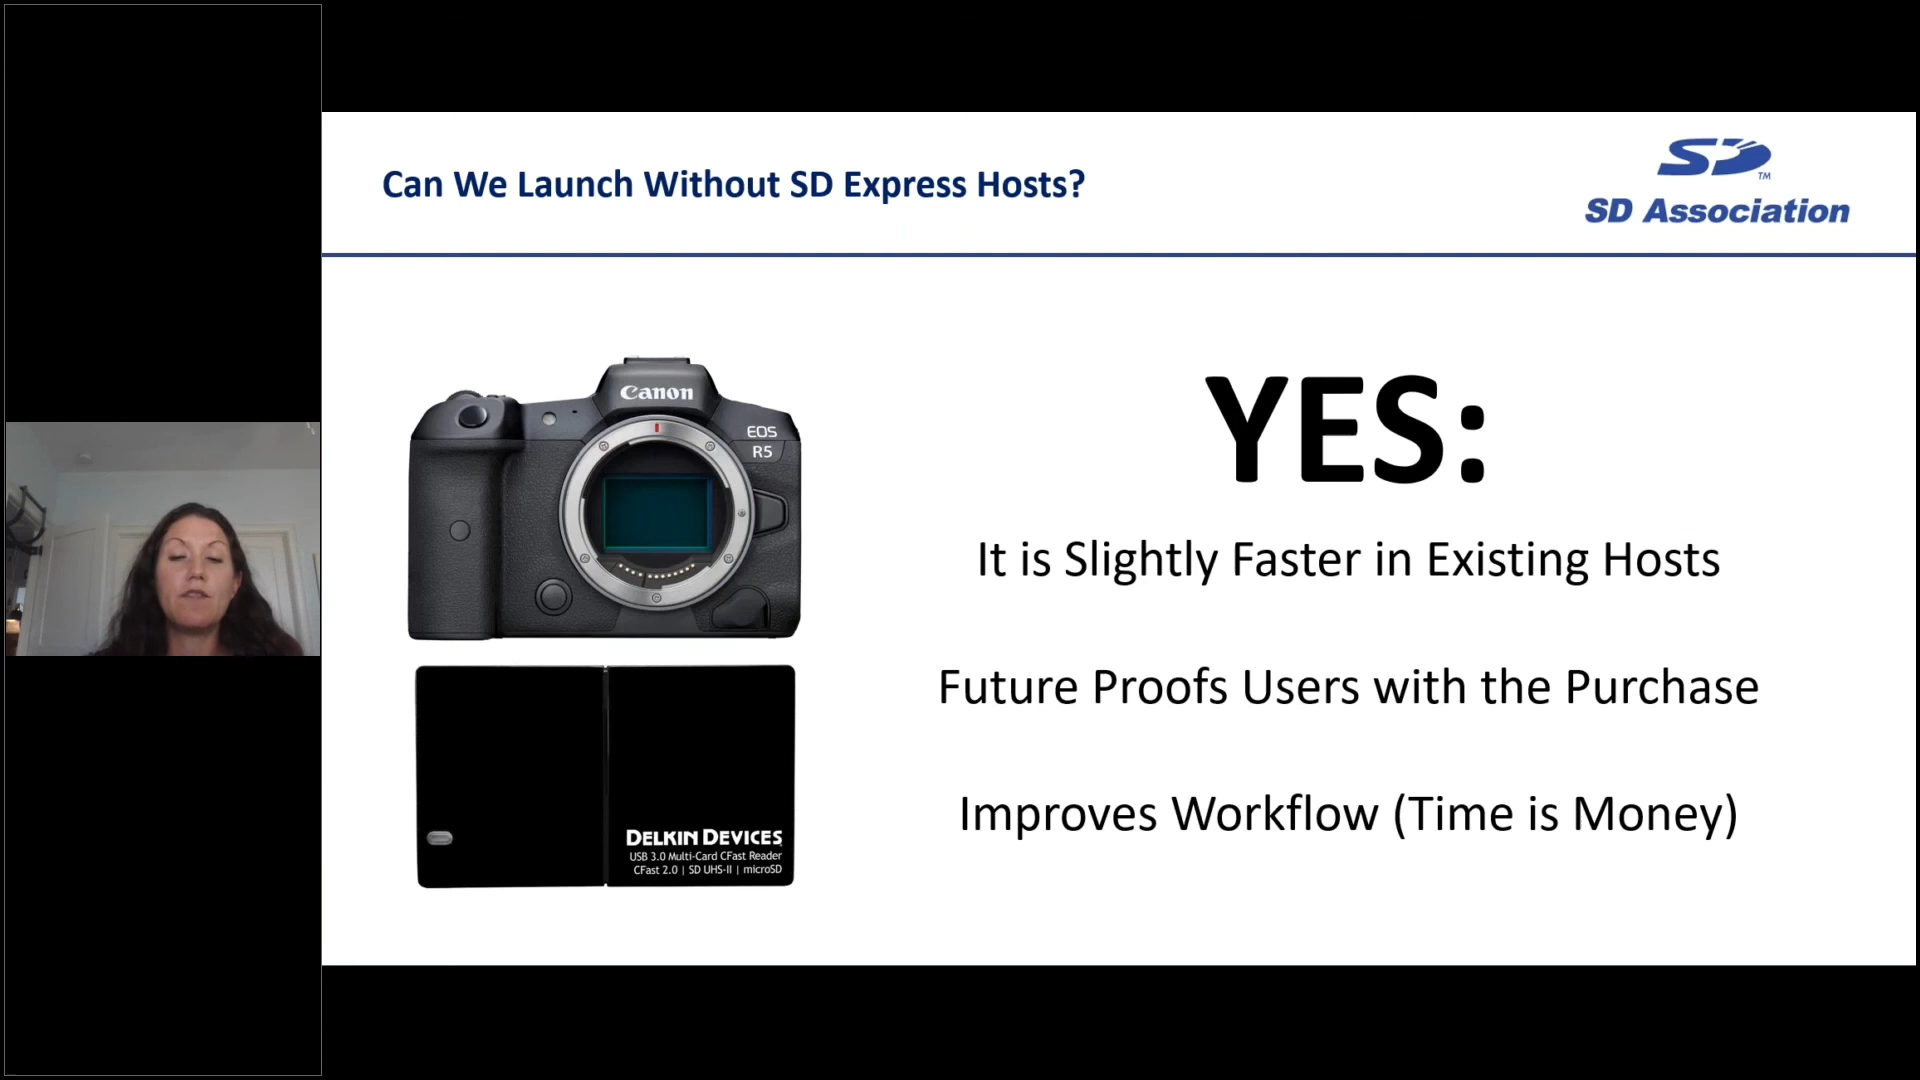 Can We Launch Without SD Express Hosts?
SD
TM
SD Association
Canon
EOS
R5
YES:
It is Slightly Faster in Existing Hosts
Future Proofs Users with the Purchase
Improves Workflow (Time is Money)
DELKIN DEVICES
USB 3.0 Multi-Card CFast Reader
CFast 2.0 | SD UHS-II | microSD